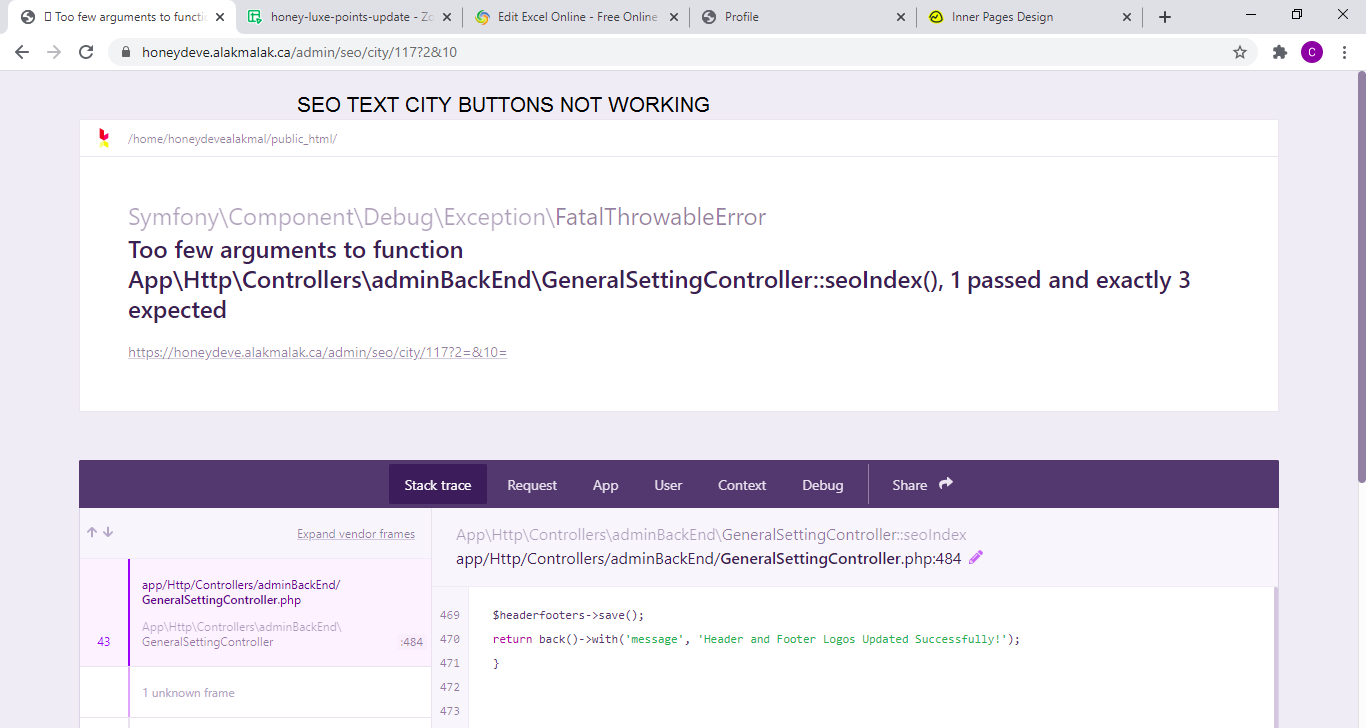 Too few arguments to functi
honey-luxe-points-update - Zo
Edit Excel Online - Free Online
Profile
Inner Pages Design
honeydeve.alakmalak.ca/admin/seo/city/117?2&10
C
SEO TEXT CITY BUTTONS NOT WORKING
/home/honeydevealakmal/public_html/
Symfony\Component\Debug\Exception\FatalThrowableError
Too few arguments to function
App\Http\Controllers\adminBackEnd\GeneralSettingController::seoIndex(), 1 passed and exactly 3
expected
https://honeydeve.alakmalak.ca/admin/seo/city/117?2=&10=
Stack trace Request App User Context Debug Share
Expand vendor frames
app/Http/Controllers/adminBackEnd/
GeneralSettingController.php
App\Http\Controllers\adminBackEnd\
43 GeneralSettingController :484
1 unknown frame
App\Http\Controllers\adminBackEnd\GeneralSettingController::seoIndex
app/Http/Controllers/adminBackEnd/GeneralSettingController.php:484
469 $headerfooters->save();
470 return back()->with('message', 'Header and Footer Logos Updated Successfully!');
471 }
472
473